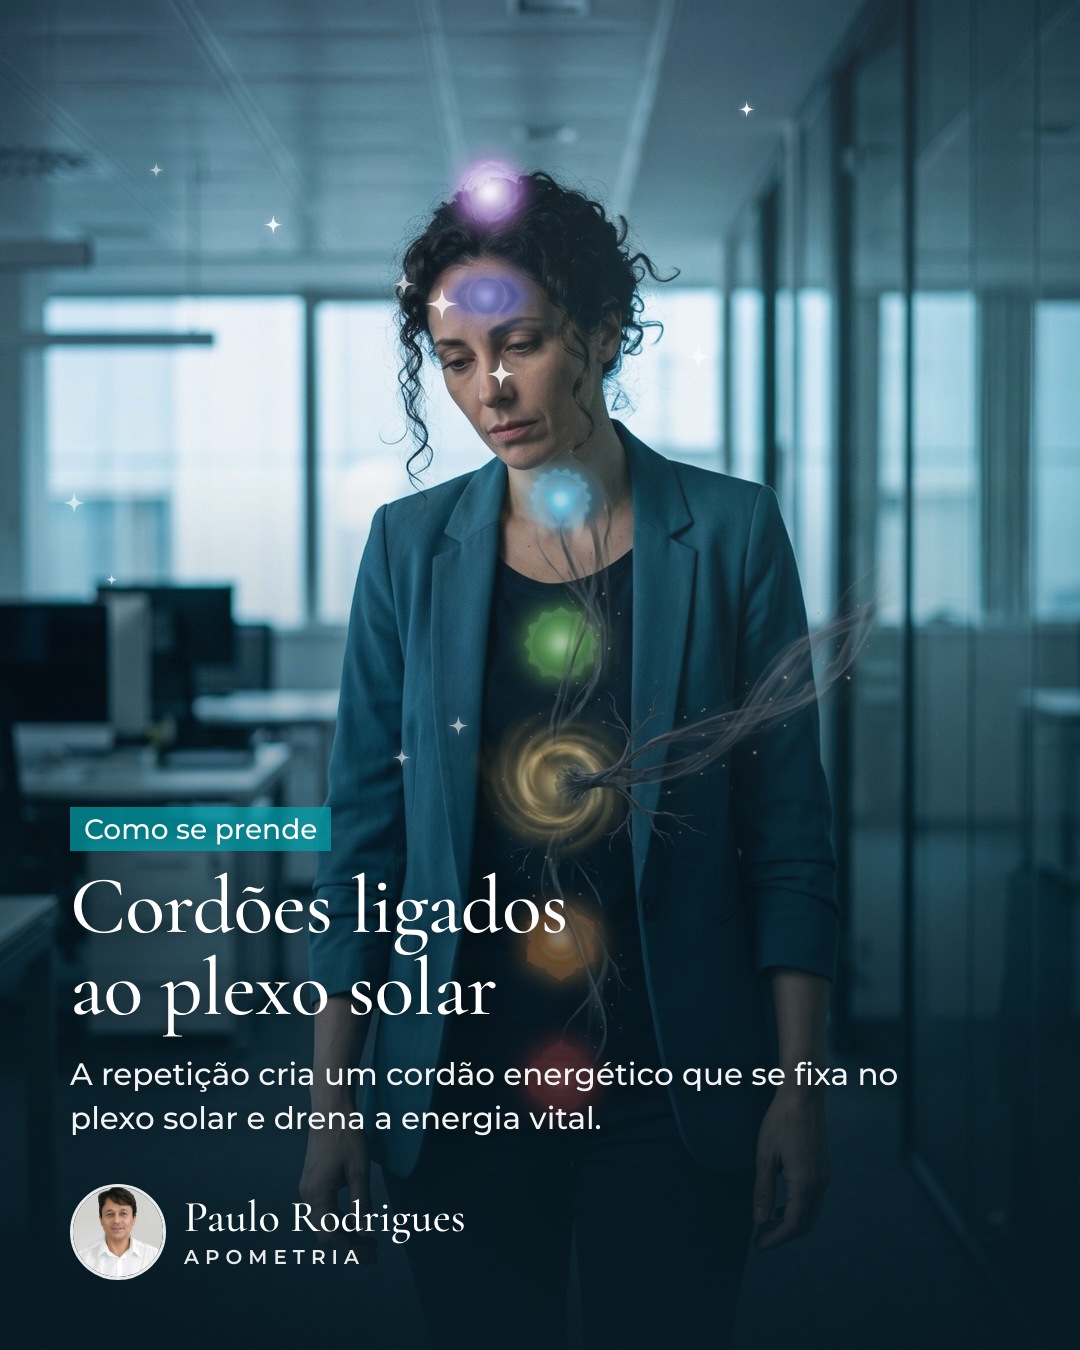 Como se prende
Cordões ligados
ao plexo solar
A repetição cria um cordão energético que se fixa no
plexo solar e drena a energia vital.
Paulo Rodrigues
APOMETRIA